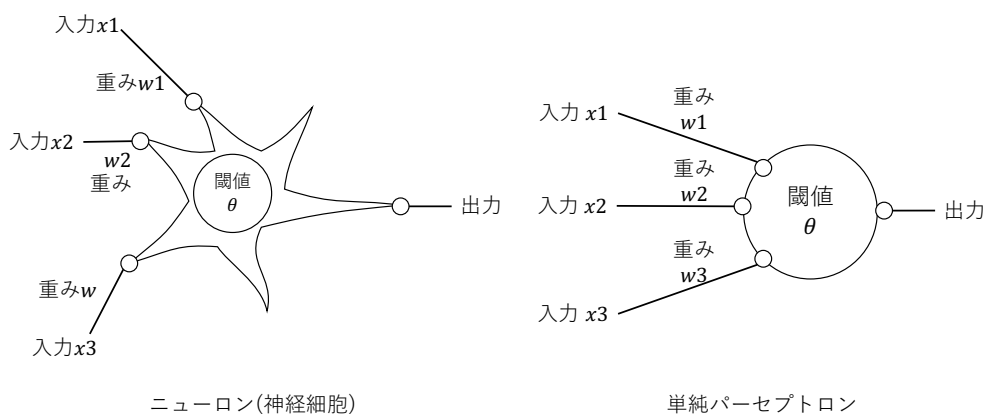 入力x1
重みw1
入力x2
w2
重み
閾値
θ
出力
重みw
入力x3
ニューロン(神経細胞)
入力 x1
重み
w1
入力 x2
重み
w2
閾値
θ
出力
重み
w3
入力 x3
単純パーセプトロン